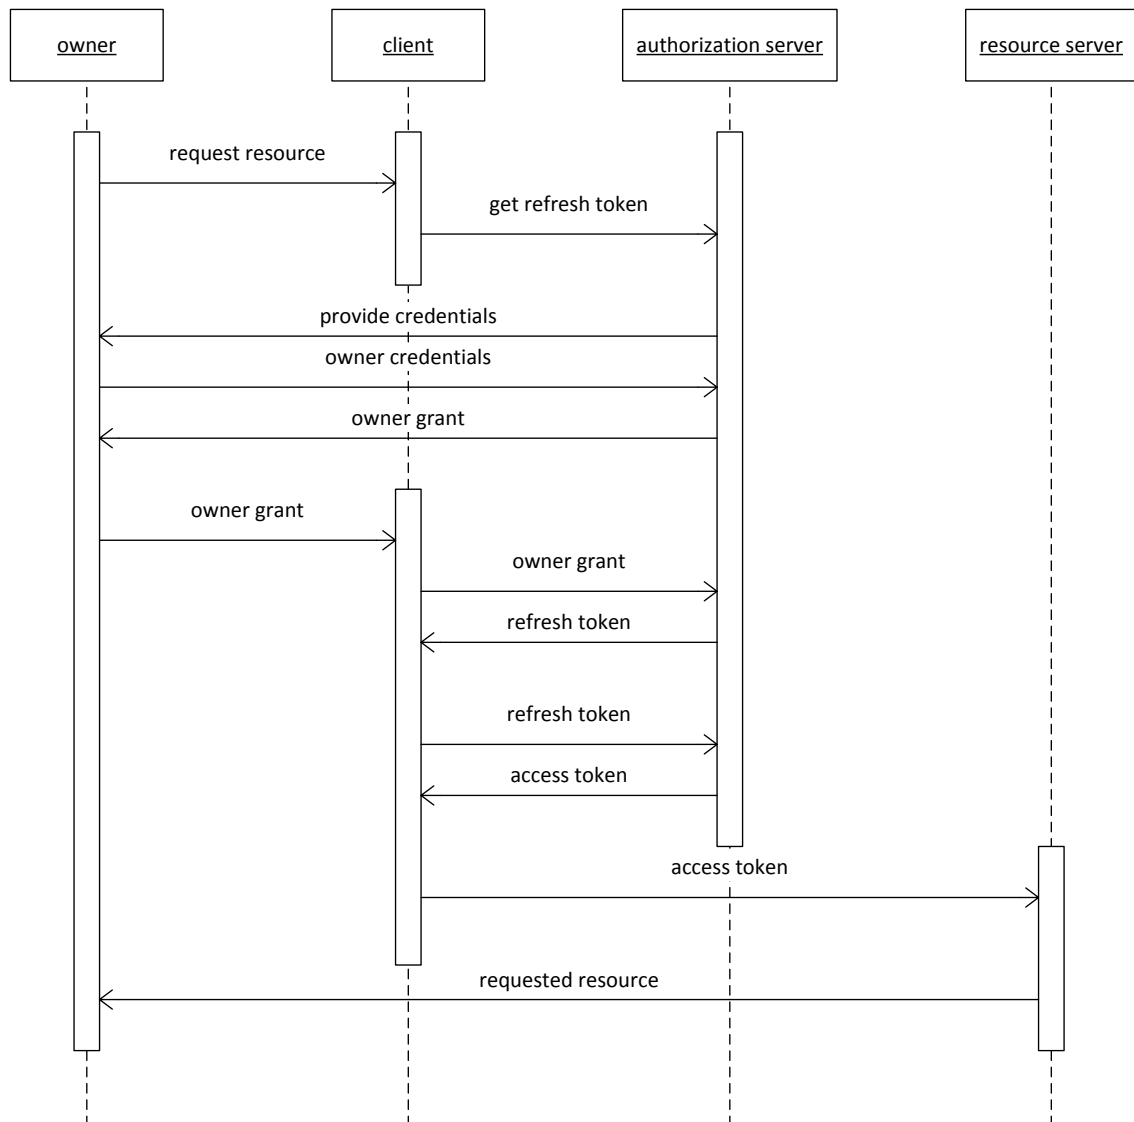 owner
client
authorization server
resource server
request resource
get refresh token
provide credentials
owner credentials
owner grant
owner grant
owner grant
refresh token
refresh token
access token
access token
requested resource